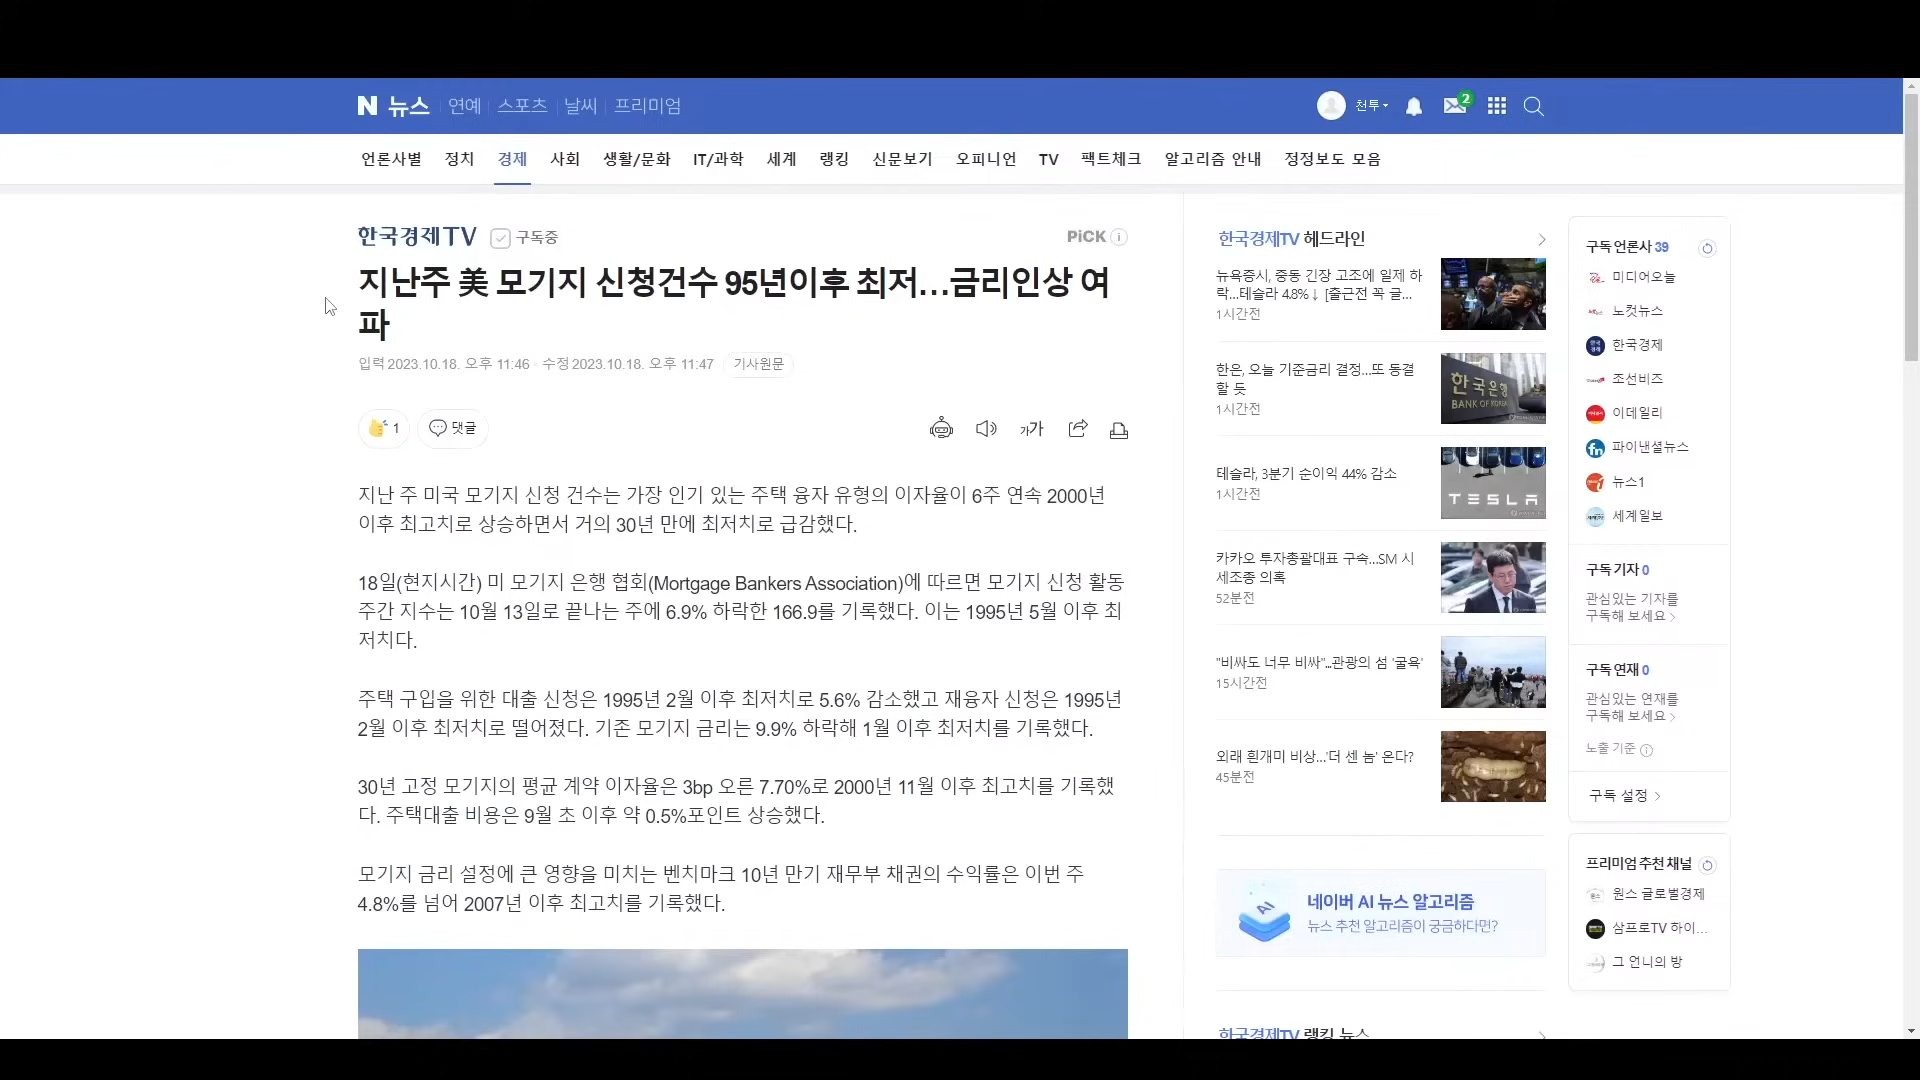 N 뉴스 연예 스포츠 날씨 프리미엄
천투 2
언론사별 정치 경제 사회 생활/문화 IT/과학 세계 랭킹 신문보기 오피니언 TV 팩트체크 알고리즘 안내 정정보도 모음
한국경제TV 구독중 PiCK
지난주 美 모기지 신청건수 95년이후 최저…금리인상 여
파
입력 2023.10.18. 오후 11:46 · 수정 2023.10.18. 오후 11:47 기사원문
1 댓글 가가
지난 주 미국 모기지 신청 건수는 가장 인기 있는 주택 융자 유형의 이자율이 6주 연속 2000년
이후 최고치로 상승하면서 거의 30년 만에 최저치로 급감했다.
18일(현지시간) 미 모기지 은행 협회(Mortgage Bankers Association)에 따르면 모기지 신청 활동
주간 지수는 10월 13일로 끝나는 주에 6.9% 하락한 166.9를 기록했다. 이는 1995년 5월 이후 최
저치다.
주택 구입을 위한 대출 신청은 1995년 2월 이후 최저치로 5.6% 감소했고 재융자 신청은 1995년
2월 이후 최저치로 떨어졌다. 기존 모기지 금리는 9.9% 하락해 1월 이후 최저치를 기록했다.
30년 고정 모기지의 평균 계약 이자율은 3bp 오른 7.70%로 2000년 11월 이후 최고치를 기록했
다. 주택대출 비용은 9월 초 이후 약 0.5%포인트 상승했다.
모기지 금리 설정에 큰 영향을 미치는 벤치마크 10년 만기 재무부 채권의 수익률은 이번 주
4.8%를 넘어 2007년 이후 최고치를 기록했다.
한국경제TV 헤드라인
뉴욕증시, 중동 긴장 고조에 일제 하
락…테슬라 4.8%↓ [출근전 꼭 글…
1시간전
한은, 오늘 기준금리 결정…또 동결
할 듯
1시간전
한국은행
BANK OF KOREA
테슬라, 3분기 순이익 44% 감소
1시간전
TESLA
카카오 투자총괄대표 구속…SM 시
세조종 의혹
52분전
"비싸도 너무 비싸"…관광의 섬 '굴욕'
15시간전
외래 흰개미 비상…'더 센 놈' 온다?
45분전
네이버 AI 뉴스 알고리즘
뉴스 추천 알고리즘이 궁금하다면?
AI
한국경제TV 랭킹 뉴스
구독 언론사 39
미디어오늘
노컷뉴스
한국경제
조선비즈
이데일리
파이낸셜뉴스
뉴스1
세계일보
구독 기자 0
관심있는 기자를
구독해 보세요
구독 연재 0
관심있는 연재를
구독해 보세요
노출 기준
구독 설정
프리미엄 추천 채널
원스 글로벌경제
삼프로TV 하이…
그 언니의 방